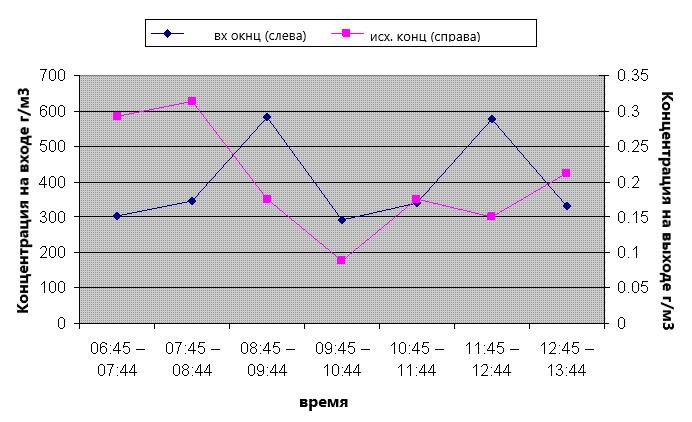 вх окнц (слева) исх. конц (справа)
Концентрация на входе г/м3
700
600
500
400
300
200
100
0
0.35
0.3
0.25
0.2
0.15
0.1
0.05
0
Концентрация на выходе г/м3
06:45 – 07:45 – 08:45 – 09:45 – 10:45 – 11:45 – 12:45 –
07:44 08:44 09:44 10:44 11:44 12:44 13:44
время